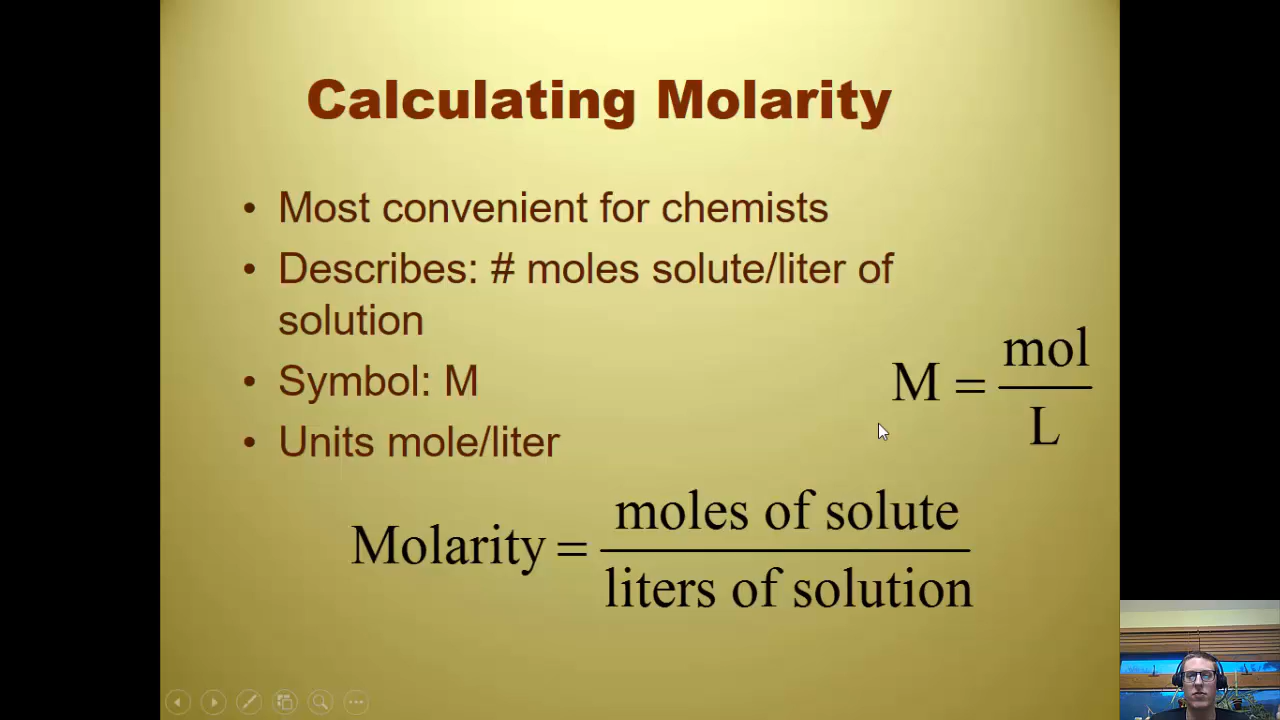 Calculating Molarity
• Most convenient for chemists
• Describes: # moles solute/liter of
solution
• Symbol: M
• Units mole/liter
M = mol
L
Molarity = moles of solute
liters of solution